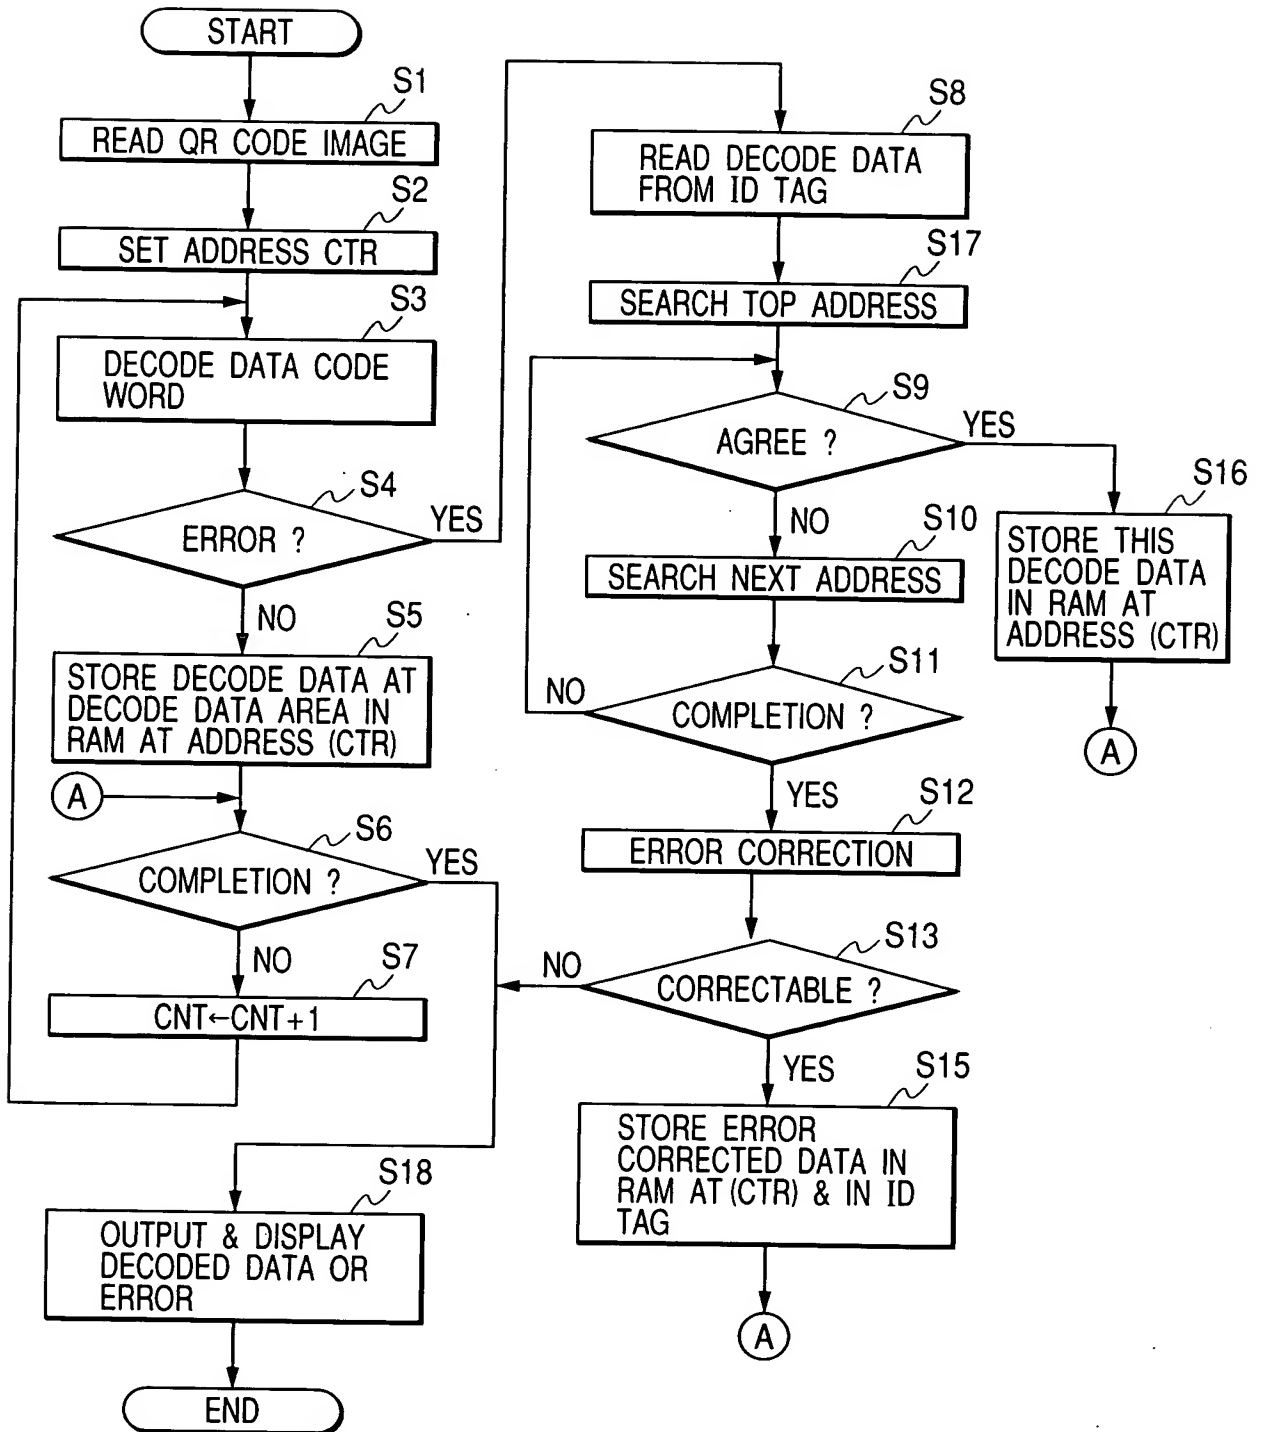 START
S1
READ QR CODE IMAGE
S2
SET ADDRESS CTR
S3
DECODE DATA CODE
WORD
S4
ERROR ?
YES
NO
S5
STORE DECODE DATA AT
DECODE DATA AREA IN
RAM AT ADDRESS (CTR)
A
S6
COMPLETION ?
YES
NO
S7
CNT←CNT+1
S18
OUTPUT & DISPLAY
DECODED DATA OR
ERROR
END
S8
READ DECODE DATA
FROM ID TAG
S17
SEARCH TOP ADDRESS
S9
AGREE ?
YES
NO
S16
STORE THIS
DECODE DATA
IN RAM AT
ADDRESS (CTR)
A
S10
SEARCH NEXT ADDRESS
S11
COMPLETION ?
NO
YES
S12
ERROR CORRECTION
S13
CORRECTABLE ?
NO
YES
S15
STORE ERROR
CORRECTED DATA IN
RAM AT (CTR) & IN ID
TAG
A